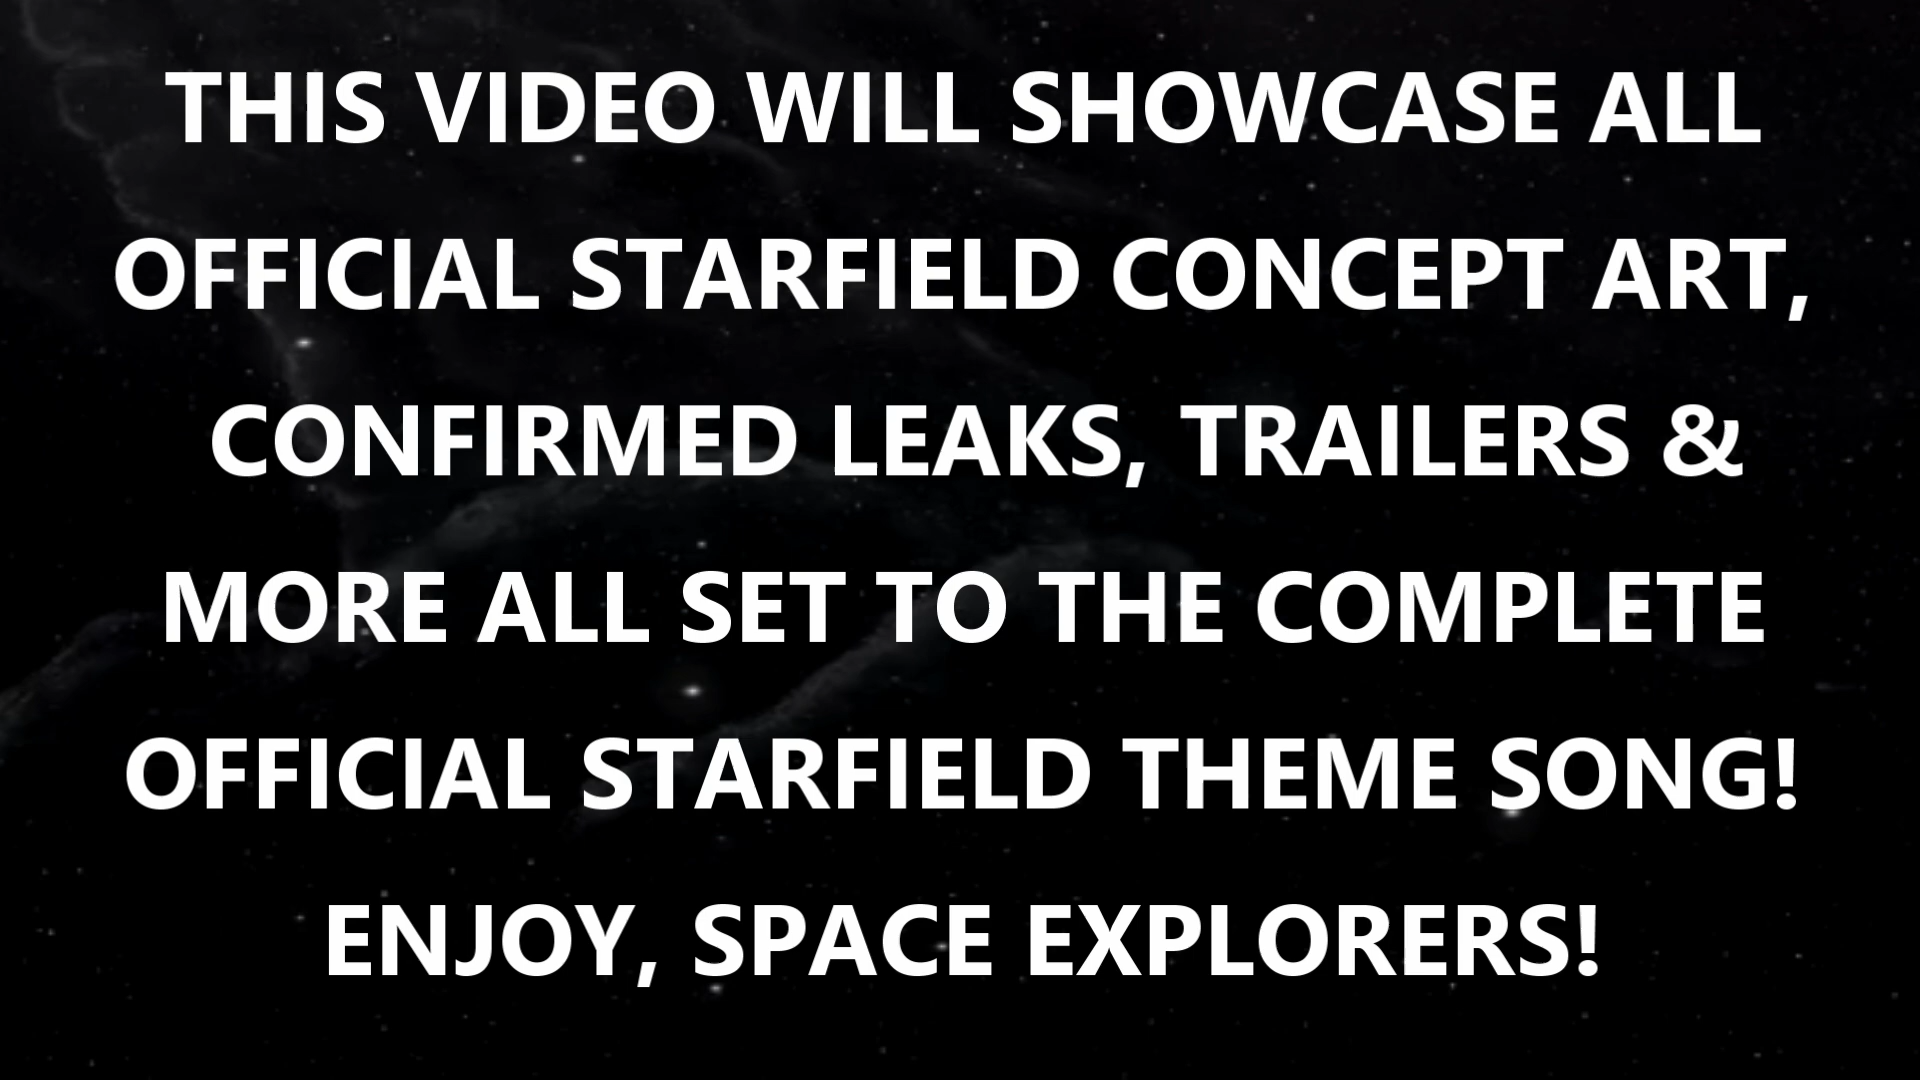 THIS VIDEO WILL SHOWCASE ALL
OFFICIAL STARFIELD CONCEPT ART,
CONFIRMED LEAKS, TRAILERS &
MORE ALL SET TO THE COMPLETE
OFFICIAL STARFIELD THEME SONG!
ENJOY, SPACE EXPLORERS!